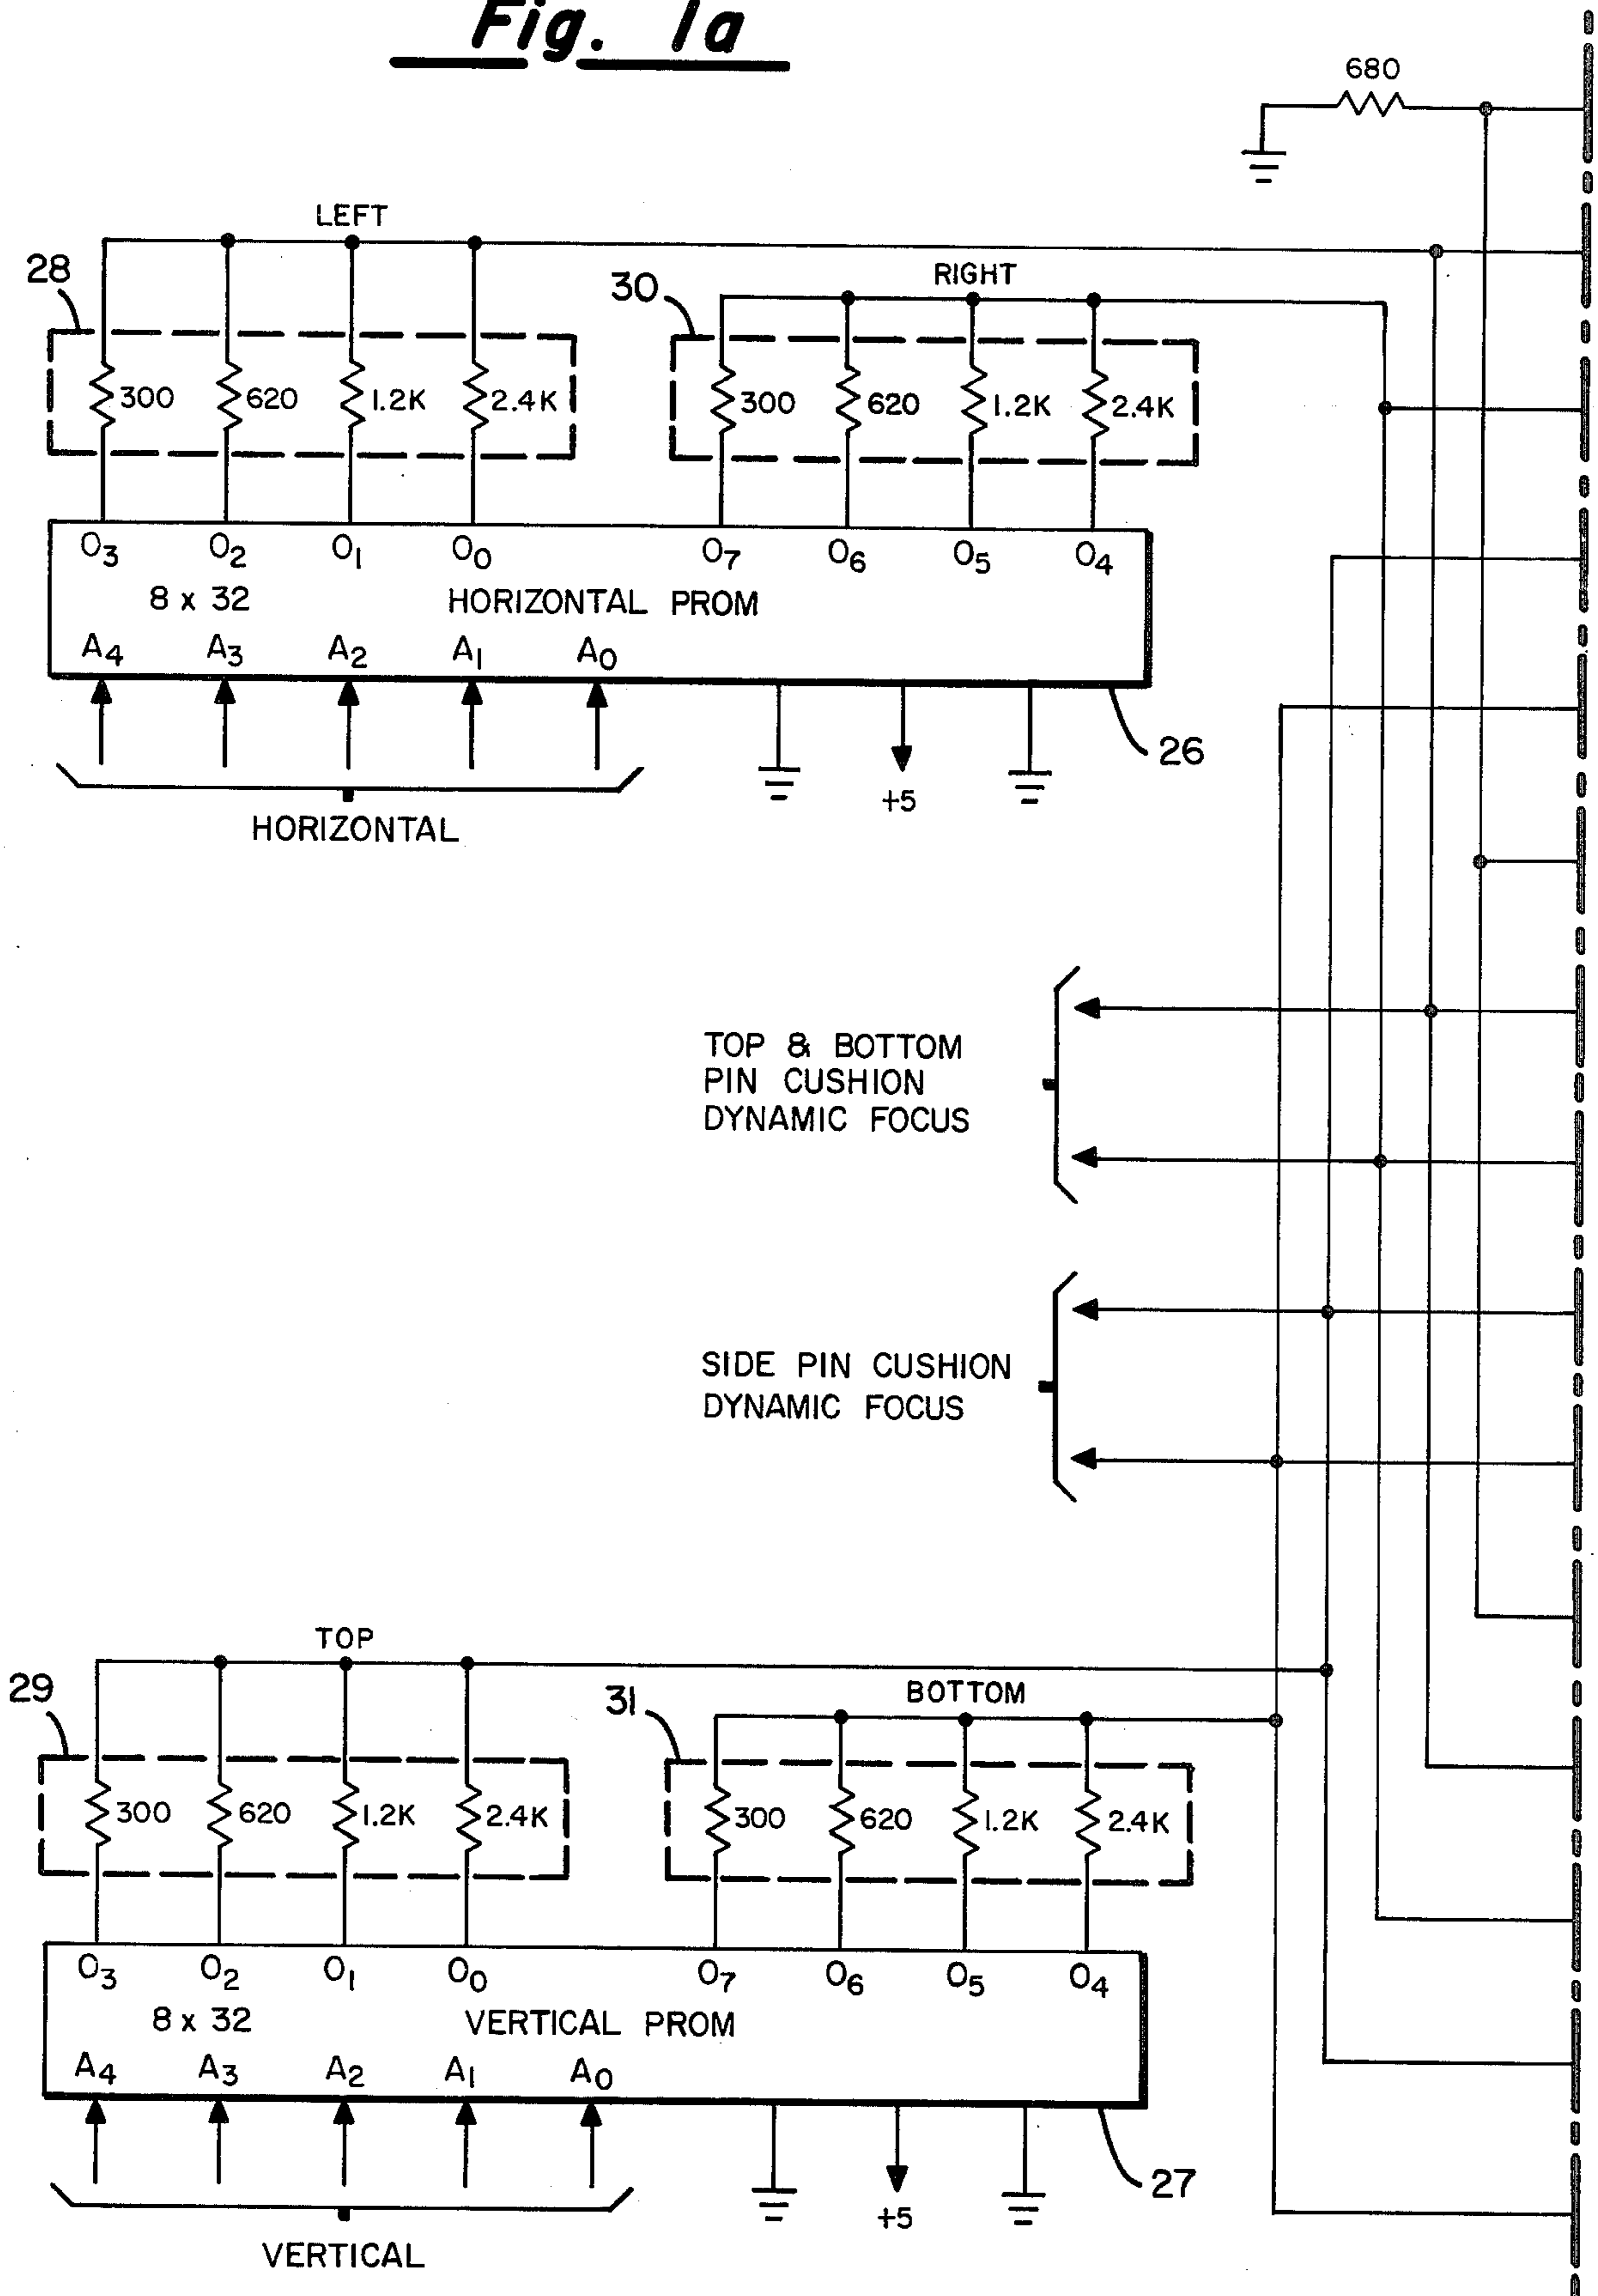 Fig. 1a
680
LEFT
28
30
RIGHT
300 620 1.2K 2.4K
300 620 1.2K 2.4K
O3 O2 O1 O0 O7 O6 O5 O4
8 x 32 HORIZONTAL PROM
A4 A3 A2 A1 A0
26
+5
HORIZONTAL
TOP & BOTTOM
PIN CUSHION
DYNAMIC FOCUS
SIDE PIN CUSHION
DYNAMIC FOCUS
TOP
29
31
BOTTOM
300 620 1.2K 2.4K
300 620 1.2K 2.4K
O3 O2 O1 O0 O7 O6 O5 O4
8 x 32 VERTICAL PROM
A4 A3 A2 A1 A0
27
+5
VERTICAL